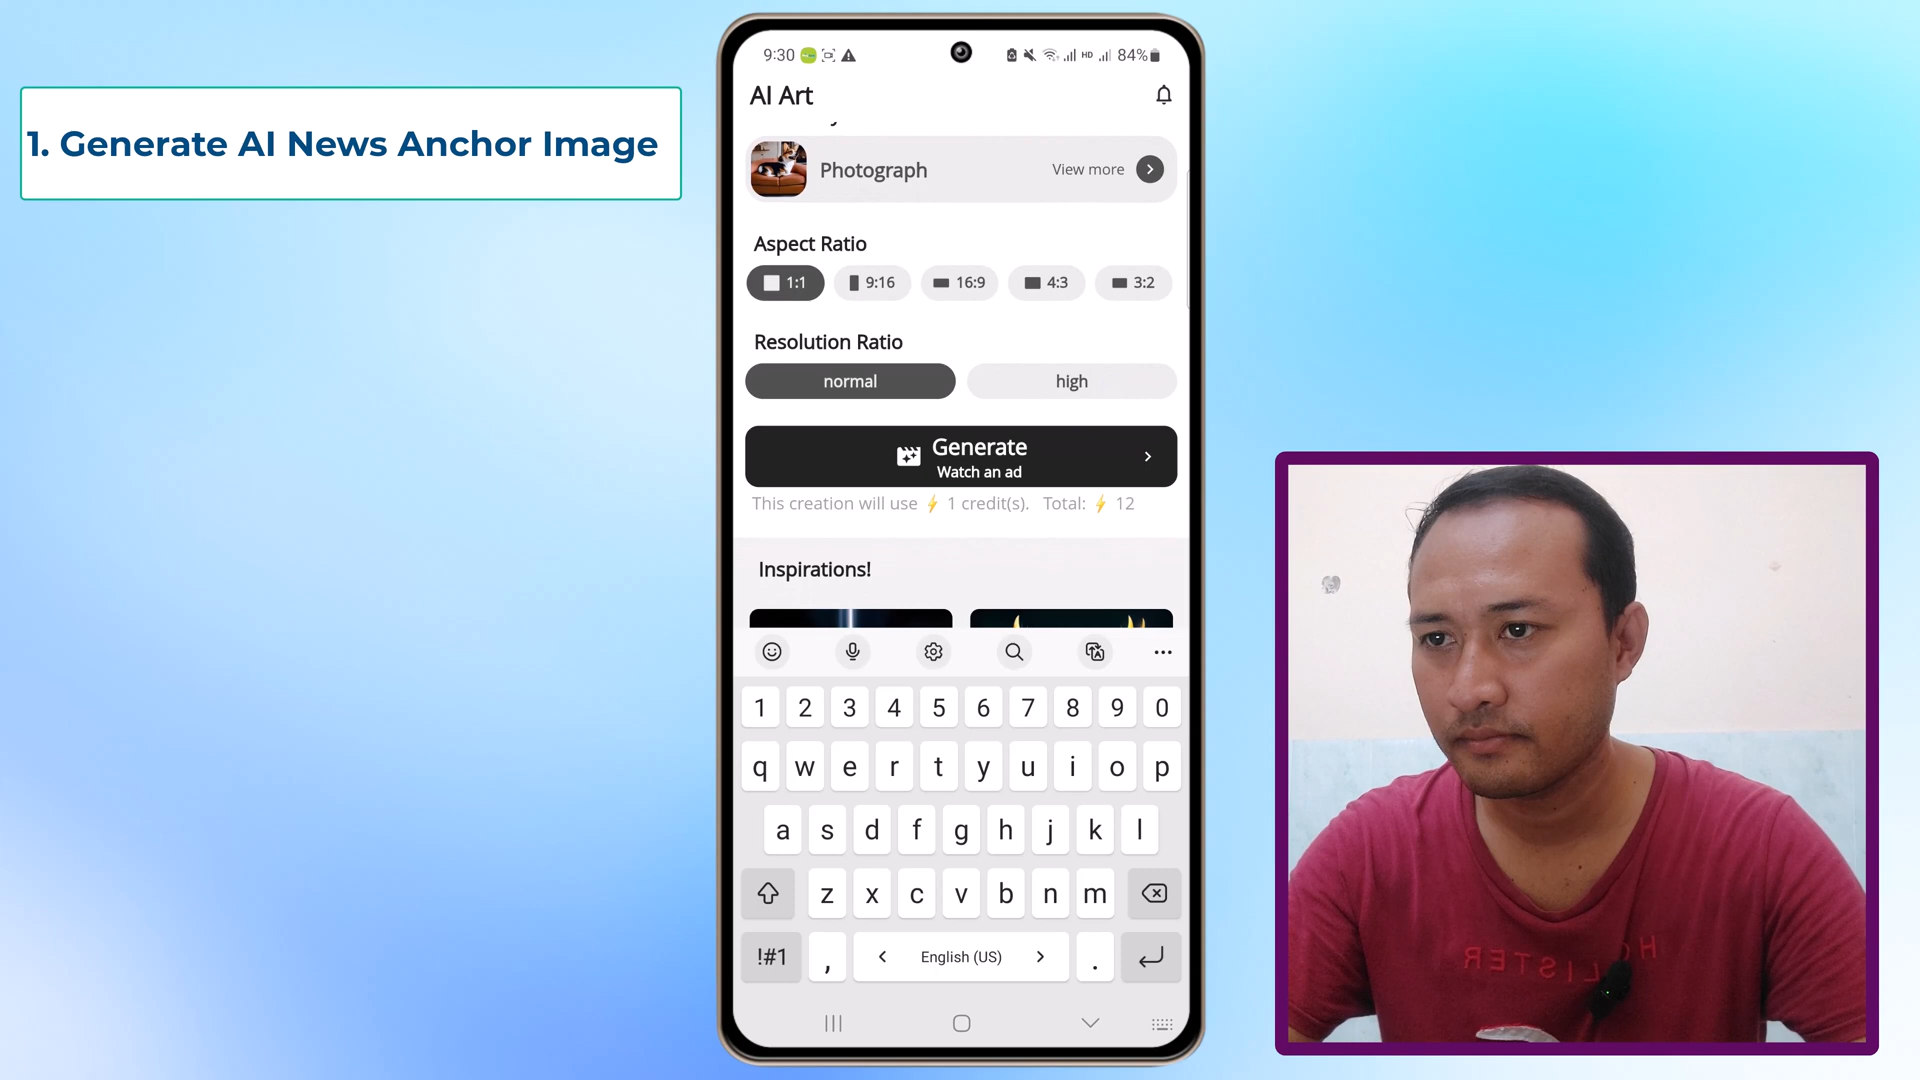 1. Generate AI News Anchor Image
9:30
HD 84%
AI Art
Photograph
View more
Aspect Ratio
1:1
9:16
16:9
4:3
3:2
Resolution Ratio
normal
high
Generate
Watch an ad
This creation will use ⚡ 1 credit(s). Total: ⚡ 12
Inspirations!
1 2 3 4 5 6 7 8 9 0
q w e r t y u i o p
a s d f g h j k l
z x c v b n m
!#1 , < English (US) > .
HOLLISTER